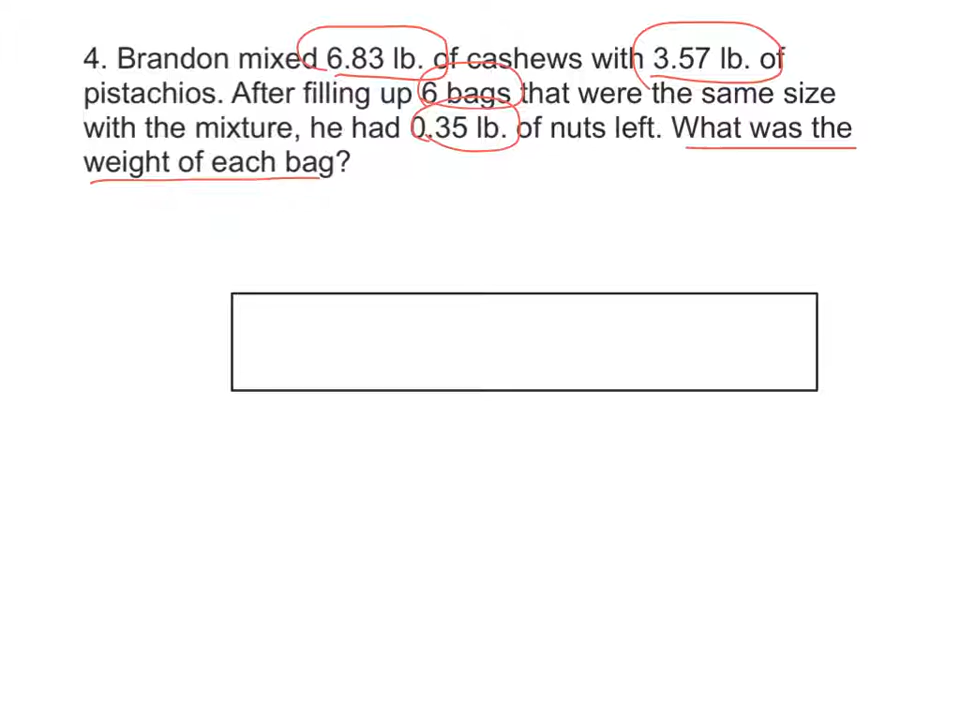 4. Brandon mixed 6.83 lb. of cashews with 3.57 lb. of
pistachios. After filling up 6 bags that were the same size
with the mixture, he had 0.35 lb. of nuts left. What was the
weight of each bag?